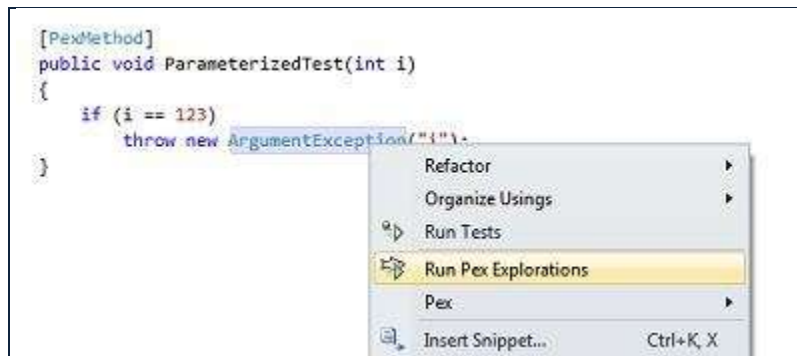 [PexMethod]
public void ParameterizedTest(int i)
{
if (i == 123)
throw new ArgumentException("i");
}
Refactor
Organize Usings
Run Tests
Run Pex Explorations
Pex
Insert Snippet... Ctrl+K, X